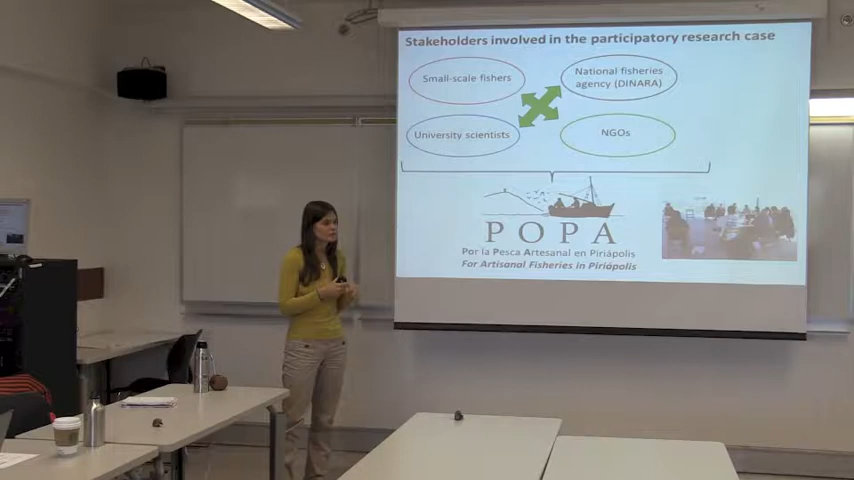 Stakeholders involved in the participatory research case
Small-scale fishers
National fisheries
agency (DINARA)
University scientists
NGOs
POPA
Por la Pesca Artesanal en Piriápolis
For Artisanal Fisheries in Piriápolis